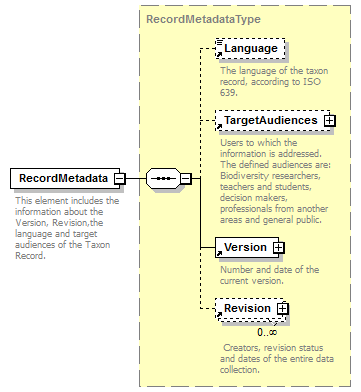 RecordMetadataType
Language
The language of the taxon
record, according to ISO
639.
TargetAudiences
Users to which the
information is addressed.
The defined audiences are:
Biodiversity researchers,
teachers and students,
decision makers,
professionals from another
areas and general public.
RecordMetadata
This element includes the
information about the
Version, Revision,the
language and target
audiences of the Taxon
Record.
Version
Number and date of the
current version.
Revision
0..∞
Creators, revision status
and dates of the entire data
collection.